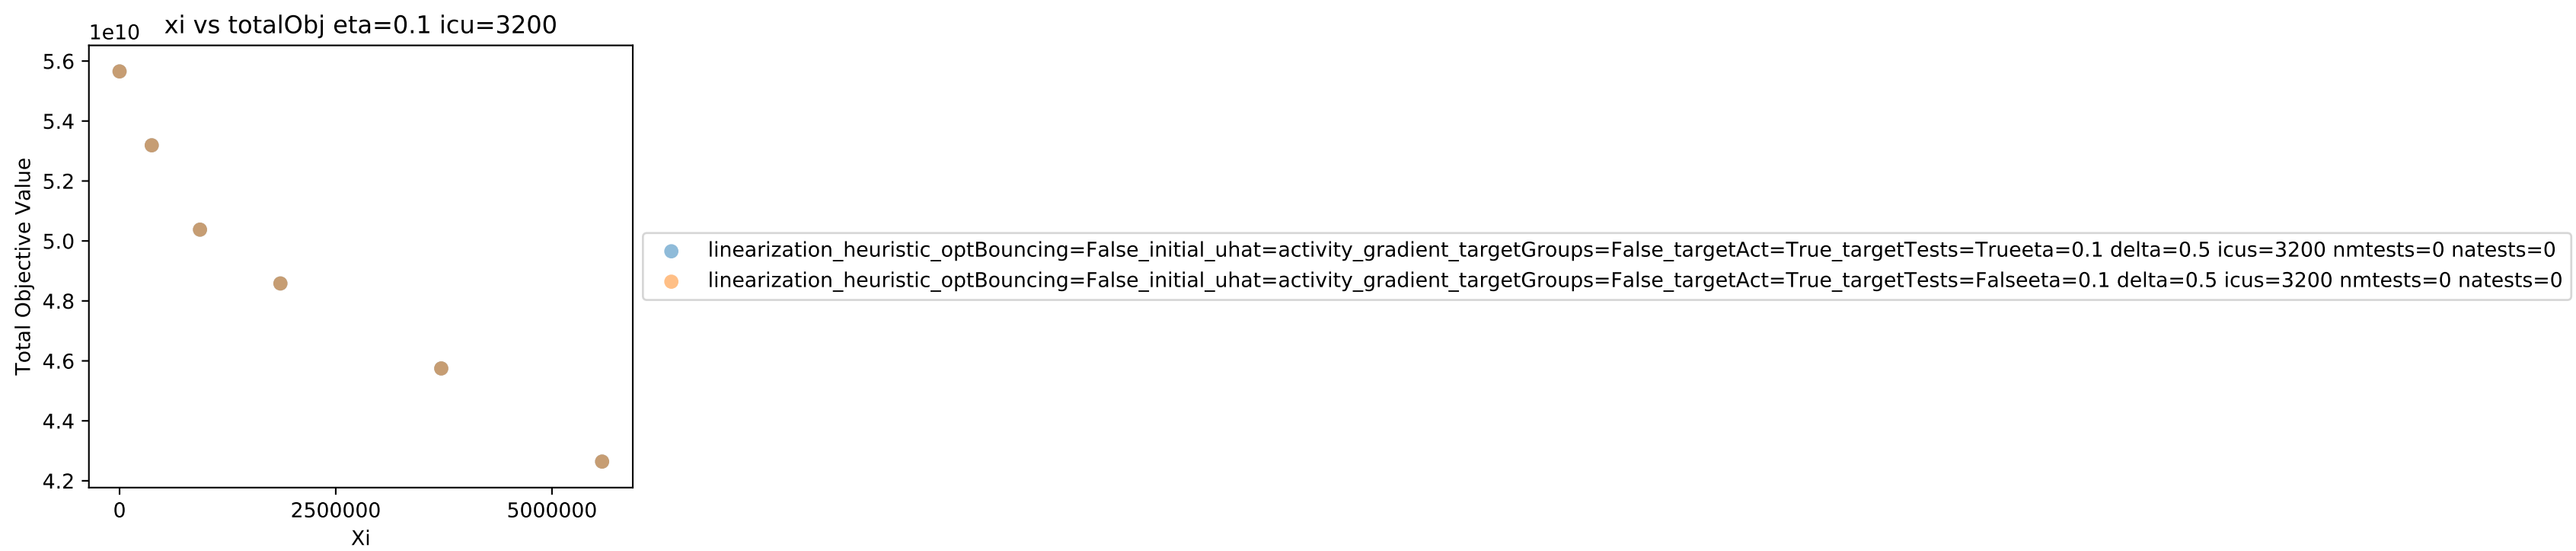 xi vs totalObj eta=0.1 icu=3200
1e10
5.6
5.4
5.2
5.0
4.8
4.6
4.4
4.2
Total Objective Value
0 2500000 5000000
Xi
linearization_heuristic_optBouncing=False_initial_uhat=activity_gradient_targetGroups=False_targetAct=True_targetTests=Trueeta=0.1 delta=0.5 icus=3200 nmtests=0 natests=0
linearization_heuristic_optBouncing=False_initial_uhat=activity_gradient_targetGroups=False_targetAct=True_targetTests=Falseeta=0.1 delta=0.5 icus=3200 nmtests=0 natests=0